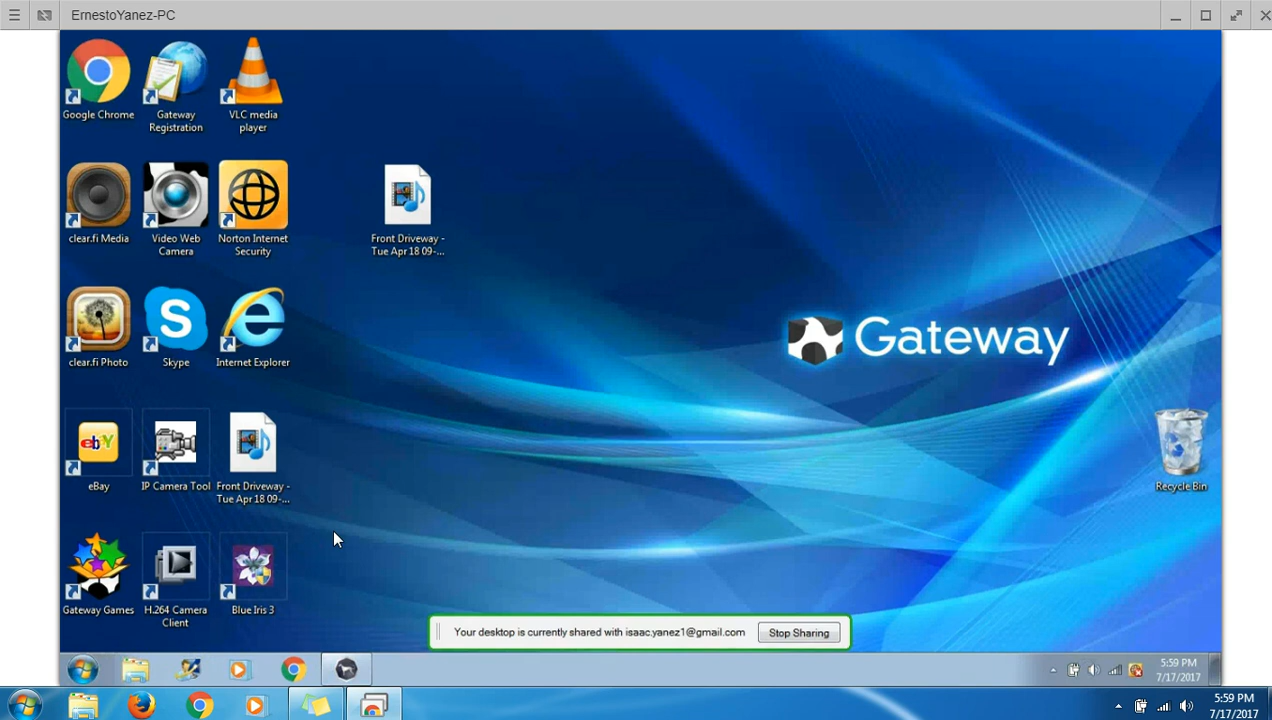 ErnestoYanez-PC
Google Chrome
Gateway
Registration
VLC media
player
clear.fi Media
Video Web
Camera
Norton Internet
Security
Front Driveway -
Tue Apr 18 09-...
clear.fi Photo
Skype
Internet Explorer
Gateway
eBay
IP Camera Tool
Front Driveway -
Tue Apr 18 09-...
Recycle Bin
Gateway Games
H.264 Camera
Client
Blue Iris 3
Your desktop is currently shared with isaac.yanez1@gmail.com
Stop Sharing
5:59 PM
7/17/2017
5:59 PM
7/17/2017